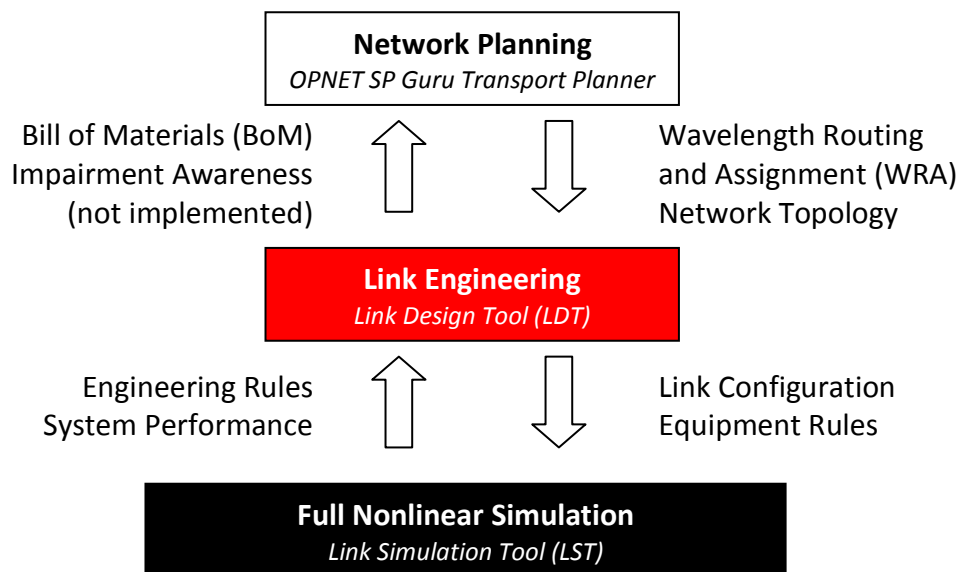 Network Planning
OPNET SP Guru Transport Planner
Bill of Materials (BoM)
Impairment Awareness
(not implemented)
Wavelength Routing
and Assignment (WRA)
Network Topology
Link Engineering
Link Design Tool (LDT)
Engineering Rules
System Performance
Link Configuration
Equipment Rules
Full Nonlinear Simulation
Link Simulation Tool (LST)